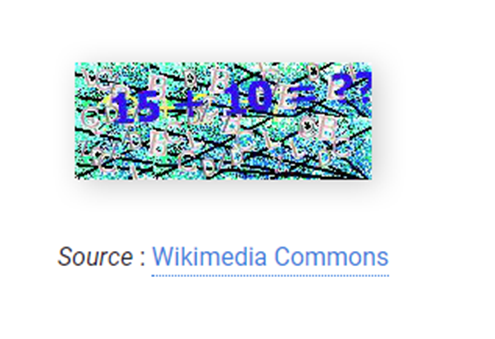 15 + 10 = ??
Source : Wikimedia Commons